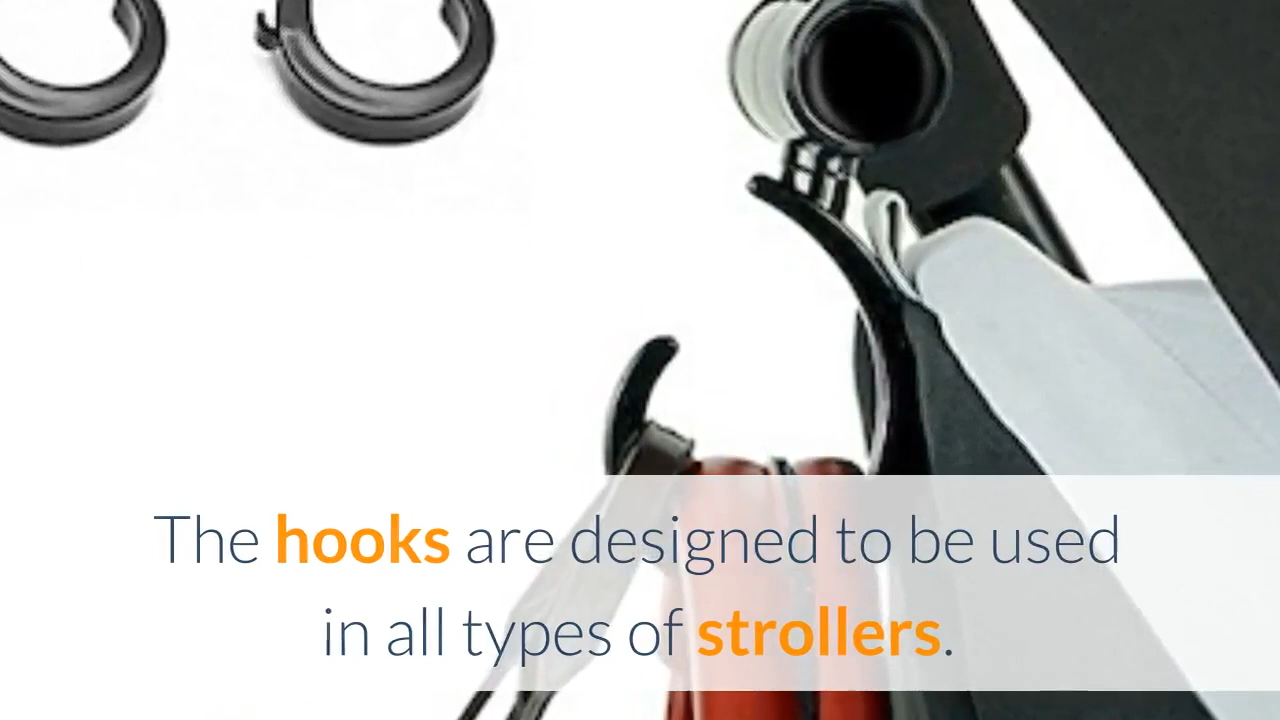 The hooks are designed to be used
in all types of strollers.